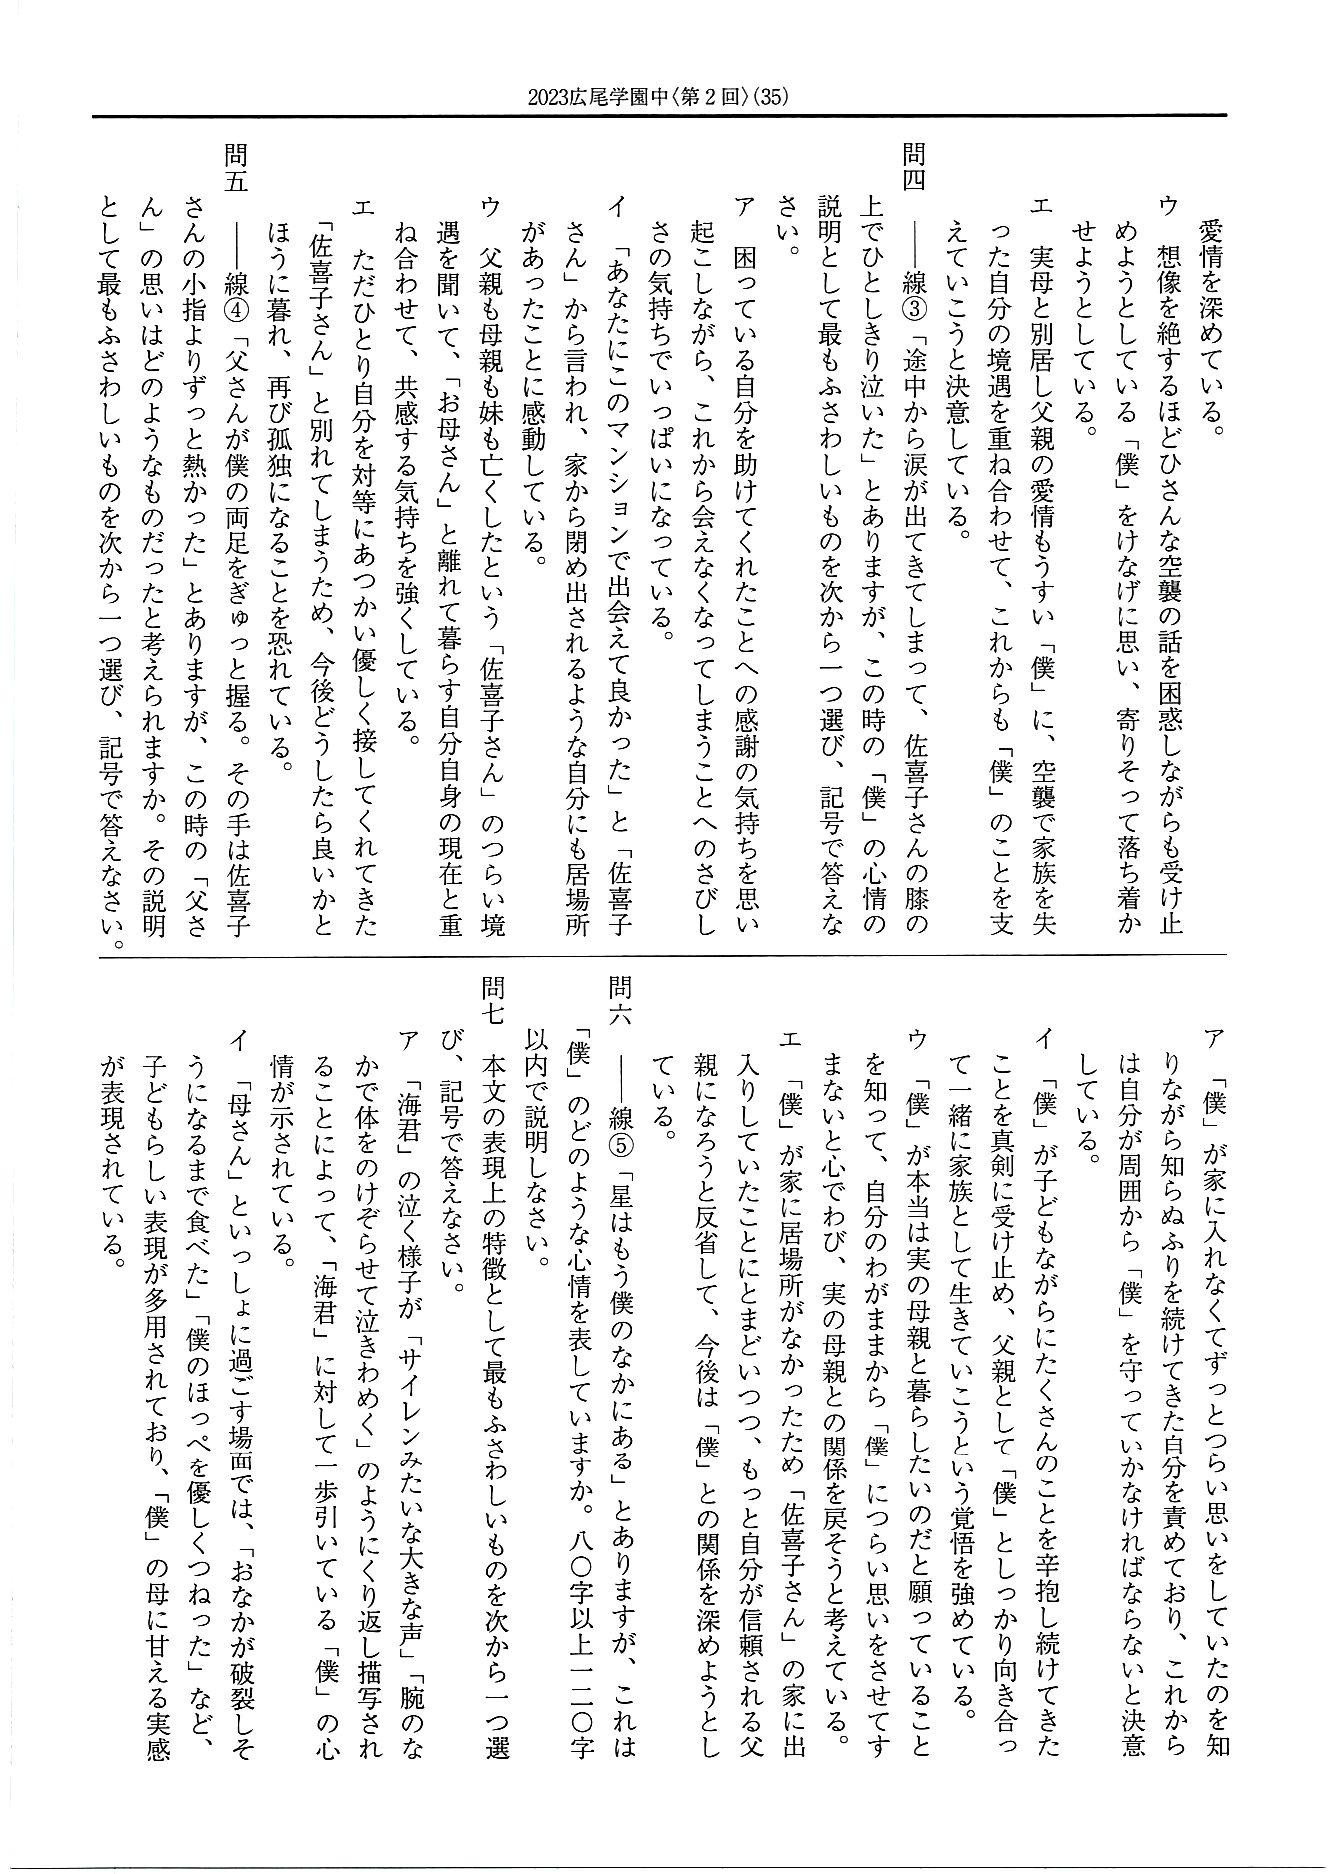 2023広尾学園中〈第2回〉(35)
愛情を深めている。
ウ　想像を絶するほどひさんな空襲の話を困惑しながらも受け止
めようとしている「僕」をけなげに思い、寄りそって落ち着か
せようとしている。
エ　実母と別居し父親の愛情もうすい「僕」に、空襲で家族を失
った自分の境遇を重ね合わせて、これからも「僕」のことを支
えていこうと決意している。
問四　――線③「途中から涙が出てきてしまって、佐喜子さんの膝の
上でひとしきり泣いた」とありますが、この時の「僕」の心情の
説明として最もふさわしいものを次から一つ選び、記号で答えな
さい。
ア　困っている自分を助けてくれたことへの感謝の気持ちを思い
起こしながら、これから会えなくなってしまうことへのさびし
さの気持ちでいっぱいになっている。
イ　「あなたにこのマンションで出会えて良かった」と「佐喜子
さん」から言われ、家から閉め出されるような自分にも居場所
があったことに感動している。
ウ　父親も母親も妹も亡くしたという「佐喜子さん」のつらい境
遇を聞いて、「お母さん」と離れて暮らす自分自身の現在と重
ね合わせて、共感する気持ちを強くしている。
エ　ただひとり自分を対等にあつかい優しく接してくれてきた
「佐喜子さん」と別れてしまうため、今後どうしたら良いかと
ほうに暮れ、再び孤独になることを恐れている。
問五　――線④「父さんが僕の両足をぎゅっと握る。その手は佐喜子
さんの小指よりずっと熱かった」とありますが、この時の「父さ
ん」の思いはどのようなものだったと考えられますか。その説明
として最もふさわしいものを次から一つ選び、記号で答えなさい。
ア　「僕」が家に入れなくてずっとつらい思いをしていたのを知
りながら知らぬふりを続けてきた自分を責めており、これから
は自分が周囲から「僕」を守っていかなければならないと決意
している。
イ　「僕」が子どもながらにたくさんのことを辛抱し続けてきた
ことを真剣に受け止め、父親として「僕」としっかり向き合っ
て一緒に家族として生きていこうという覚悟を強めている。
ウ　「僕」が本当は実の母親と暮らしたいのだと願っていること
を知って、自分のわがままから「僕」につらい思いをさせてす
まないと心でわび、実の母親との関係を戻そうと考えている。
エ　「僕」が家に居場所がなかったため「佐喜子さん」の家に出
入りしていたことにとまどいつつ、もっと自分が信頼される父
親になろうと反省して、今後は「僕」との関係を深めようとし
ている。
問六　――線⑤「星はもう僕のなかにある」とありますが、これは
「僕」のどのような心情を表していますか。八〇字以上一二〇字
以内で説明しなさい。
問七　本文の表現上の特徴として最もふさわしいものを次から一つ選
び、記号で答えなさい。
ア　「海君」の泣く様子が「サイレンみたいな大きな声」「腕のな
かで体をのけぞらせて泣きわめく」のようにくり返し描写され
ることによって、「海君」に対して一歩引いている「僕」の心
情が示されている。
イ　「母さん」といっしょに過ごす場面では、「おなかが破裂しそ
うになるまで食べた」「僕のほっぺを優しくつねった」など、
子どもらしい表現が多用されており、「僕」の母に甘える実感
が表現されている。